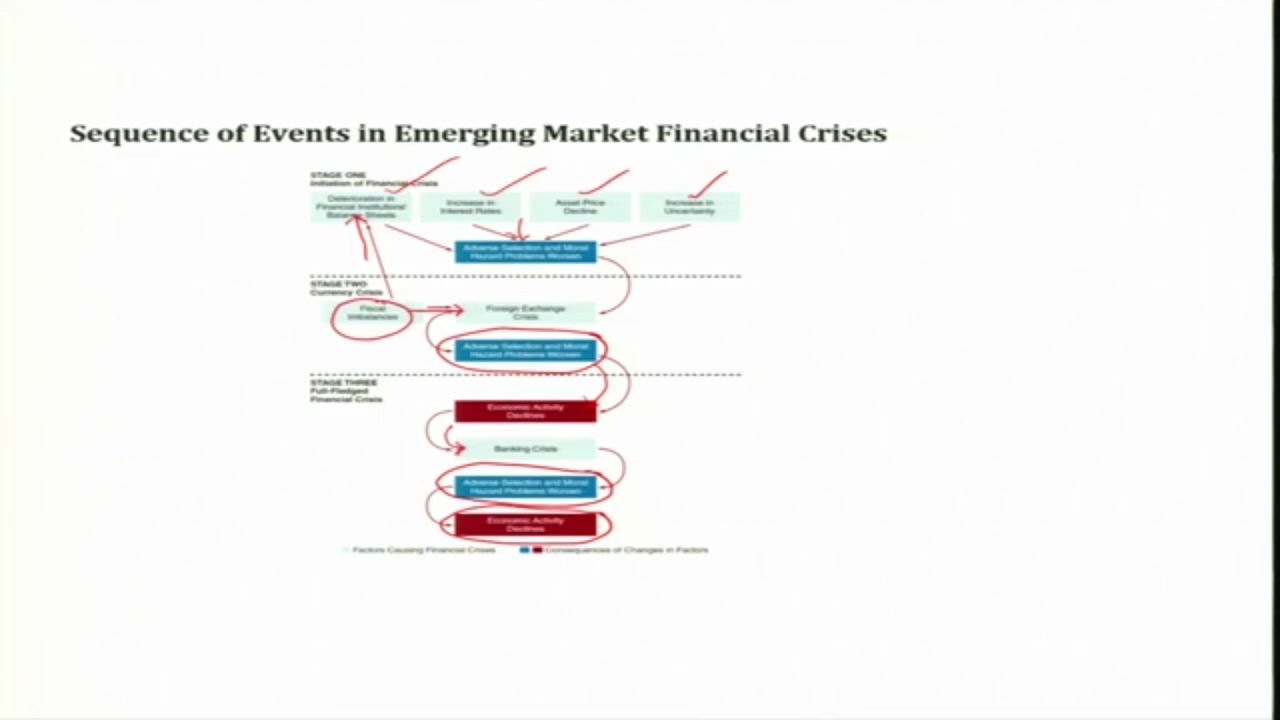 Sequence of Events in Emerging Market Financial Crises
STAGE ONE
Initiation of Financial Crisis
Deterioration in
Financial Institutions'
Balance Sheets
Increase in
Interest Rates
Asset Price
Decline
Increase in
Uncertainty
Adverse Selection and Moral
Hazard Problems Worsen
STAGE TWO
Currency Crisis
Fiscal
Imbalances
Foreign Exchange
Crisis
Adverse Selection and Moral
Hazard Problems Worsen
STAGE THREE
Full-Fledged
Financial Crisis
Economic Activity
Declines
Banking Crisis
Adverse Selection and Moral
Hazard Problems Worsen
Economic Activity
Declines
Factors Causing Financial Crises
Consequences of Changes in Factors